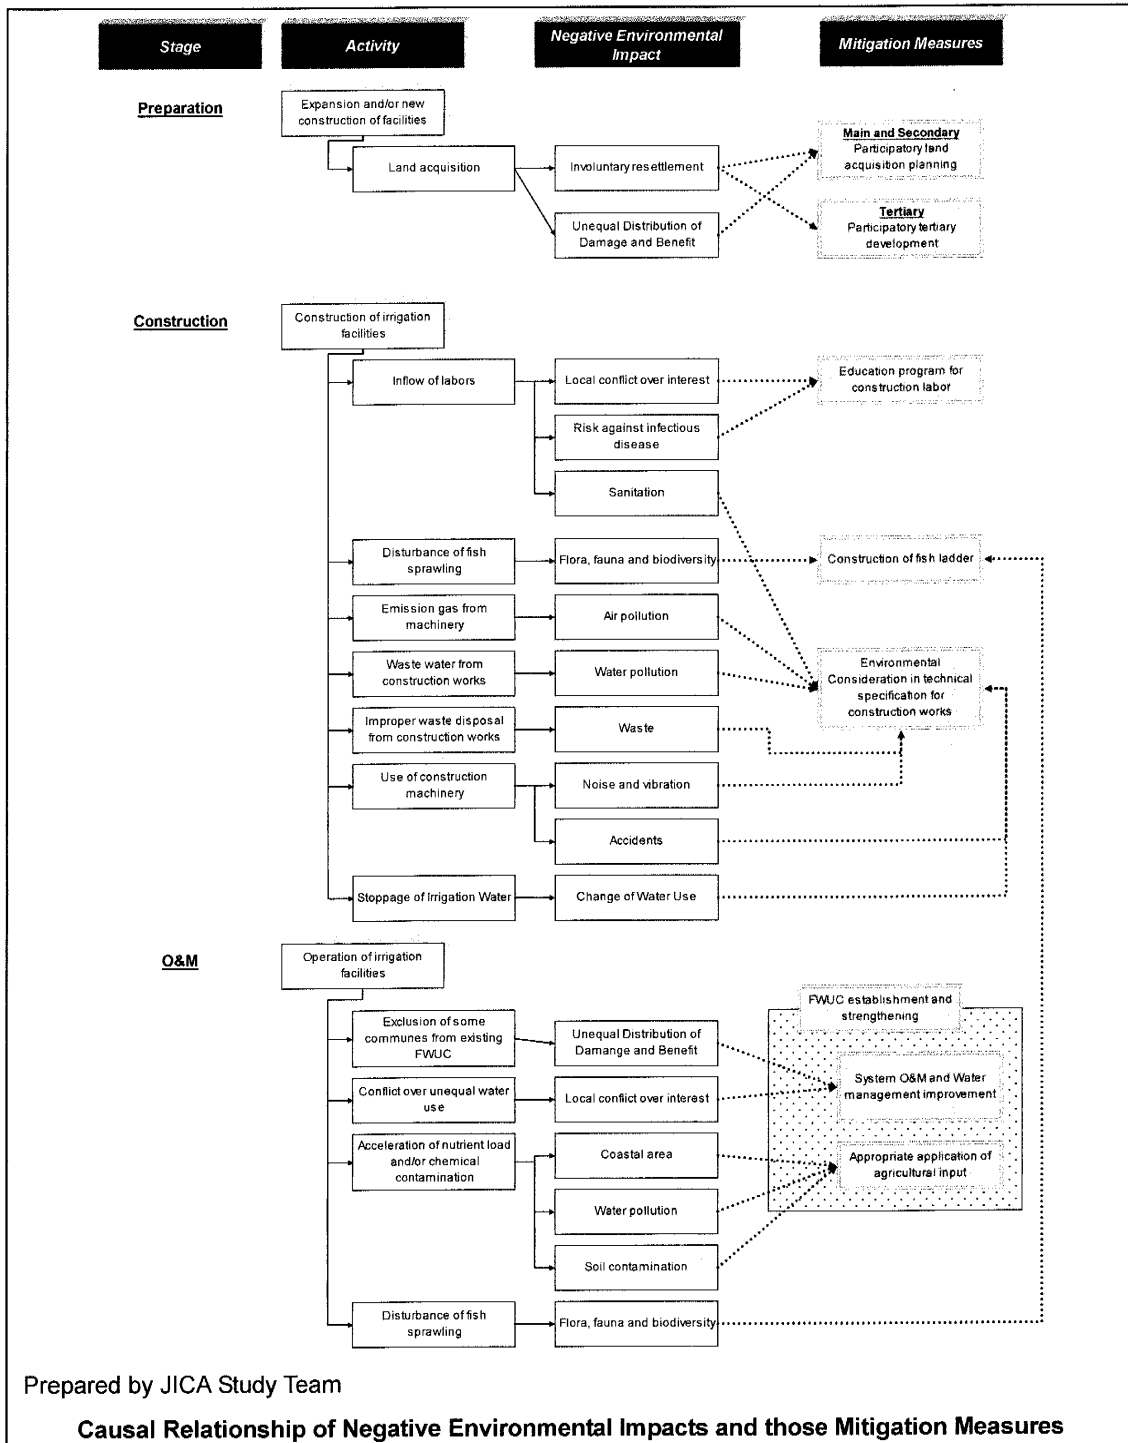 Stage
Activity
Negative Environmental
Impact
Mitigation Measures
Preparation
Expansion and/or new
construction of facilities
Land acquisition
Involuntary resettlement
Main and Secondary
Participatory land
acquisition planning
Unequal Distribution of
Damage and Benefit
Tertiary
Participatory tertiary
development
Construction
Construction of irrigation
facilities
Inflow of labors
Local conflict over interest
Education program for
construction labor
Risk against infectious
disease
Sanitation
Disturbance of fish
sprawling
Flora, fauna and biodiversity
Construction of fish ladder
Emission gas from
machinery
Air pollution
Waste water from
construction works
Water pollution
Environmental
Consideration in technical
specification for
construction works
Improper waste disposal
from construction works
Waste
Use of construction
machinery
Noise and vibration
Accidents
Stoppage of Irrigation Water
Change of Water Use
O&M
Operation of irrigation
facilities
FWUC establishment and
strengthening
Exclusion of some
communes from existing
FWUC
Unequal Distribution of
Damange and Benefit
System O&M and Water
management improvement
Conflict over unequal water
use
Local conflict over interest
Acceleration of nutrient load
and/or chemical
contamination
Coastal area
Appropriate application of
agricultural input
Water pollution
Soil contamination
Disturbance of fish
sprawling
Flora, fauna and biodiversity
Prepared by JICA Study Team
Causal Relationship of Negative Environmental Impacts and those Mitigation Measures